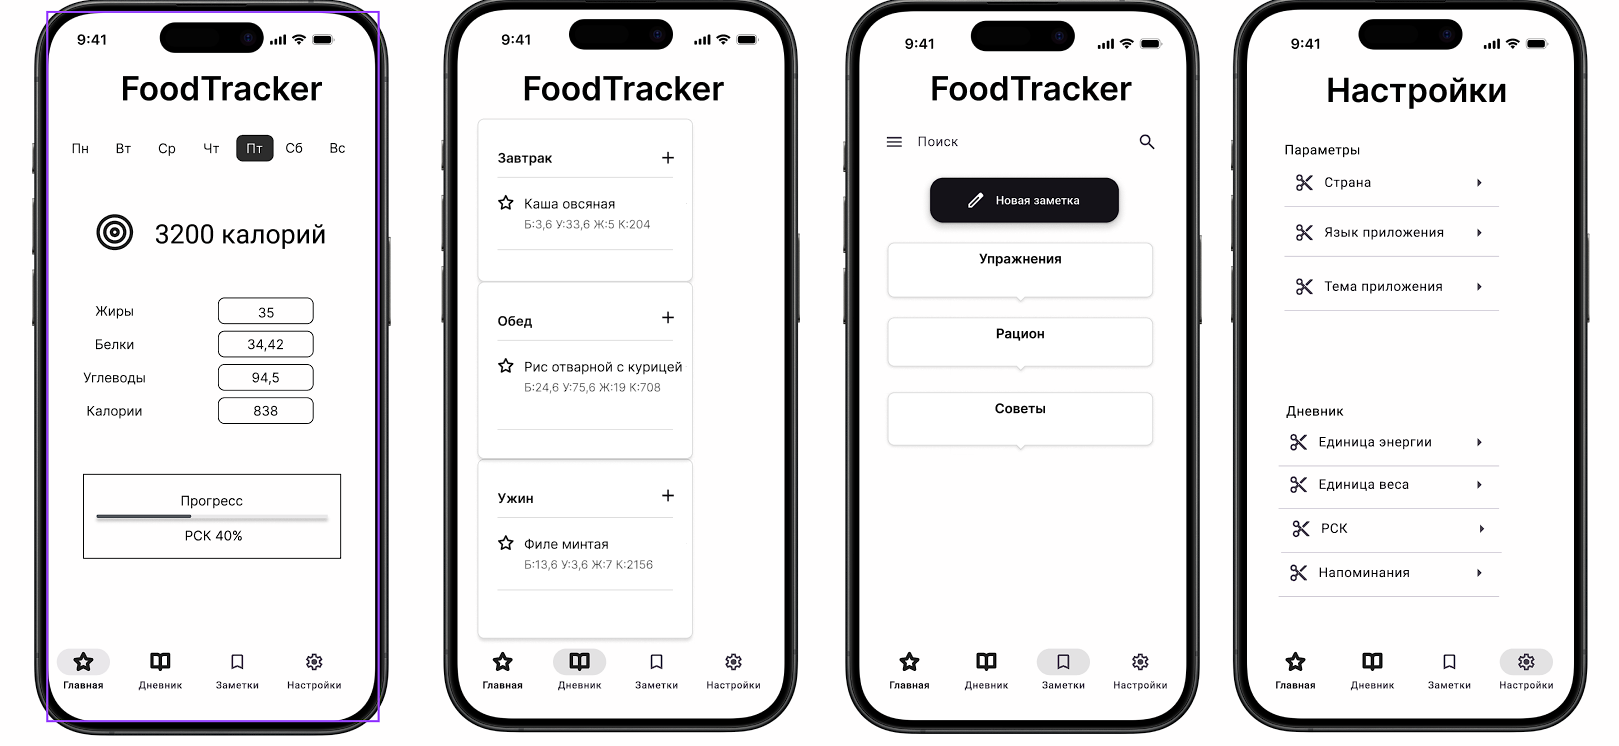 9:41
FoodTracker
Пн Вт Ср Чт Пт Сб Вс
3200 калорий
Жиры 35
Белки 34,42
Углеводы 94,5
Калории 838
Прогресс
РСК 40%
Главная Дневник Заметки Настройки
9:41
FoodTracker
Завтрак
Каша овсяная
Б:3,6 У:33,6 Ж:5 К:204
Обед
Рис отварной с курицей
Б:24,6 У:75,6 Ж:19 К:708
Ужин
Филе минтая
Б:13,6 У:3,6 Ж:7 К:2156
Главная Дневник Заметки Настройки
9:41
FoodTracker
Поиск
Новая заметка
Упражнения
Рацион
Советы
Главная Дневник Заметки Настройки
9:41
Настройки
Параметры
Страна
Язык приложения
Тема приложения
Дневник
Единица энергии
Единица веса
РСК
Напоминания
Главная Дневник Заметки Настройки